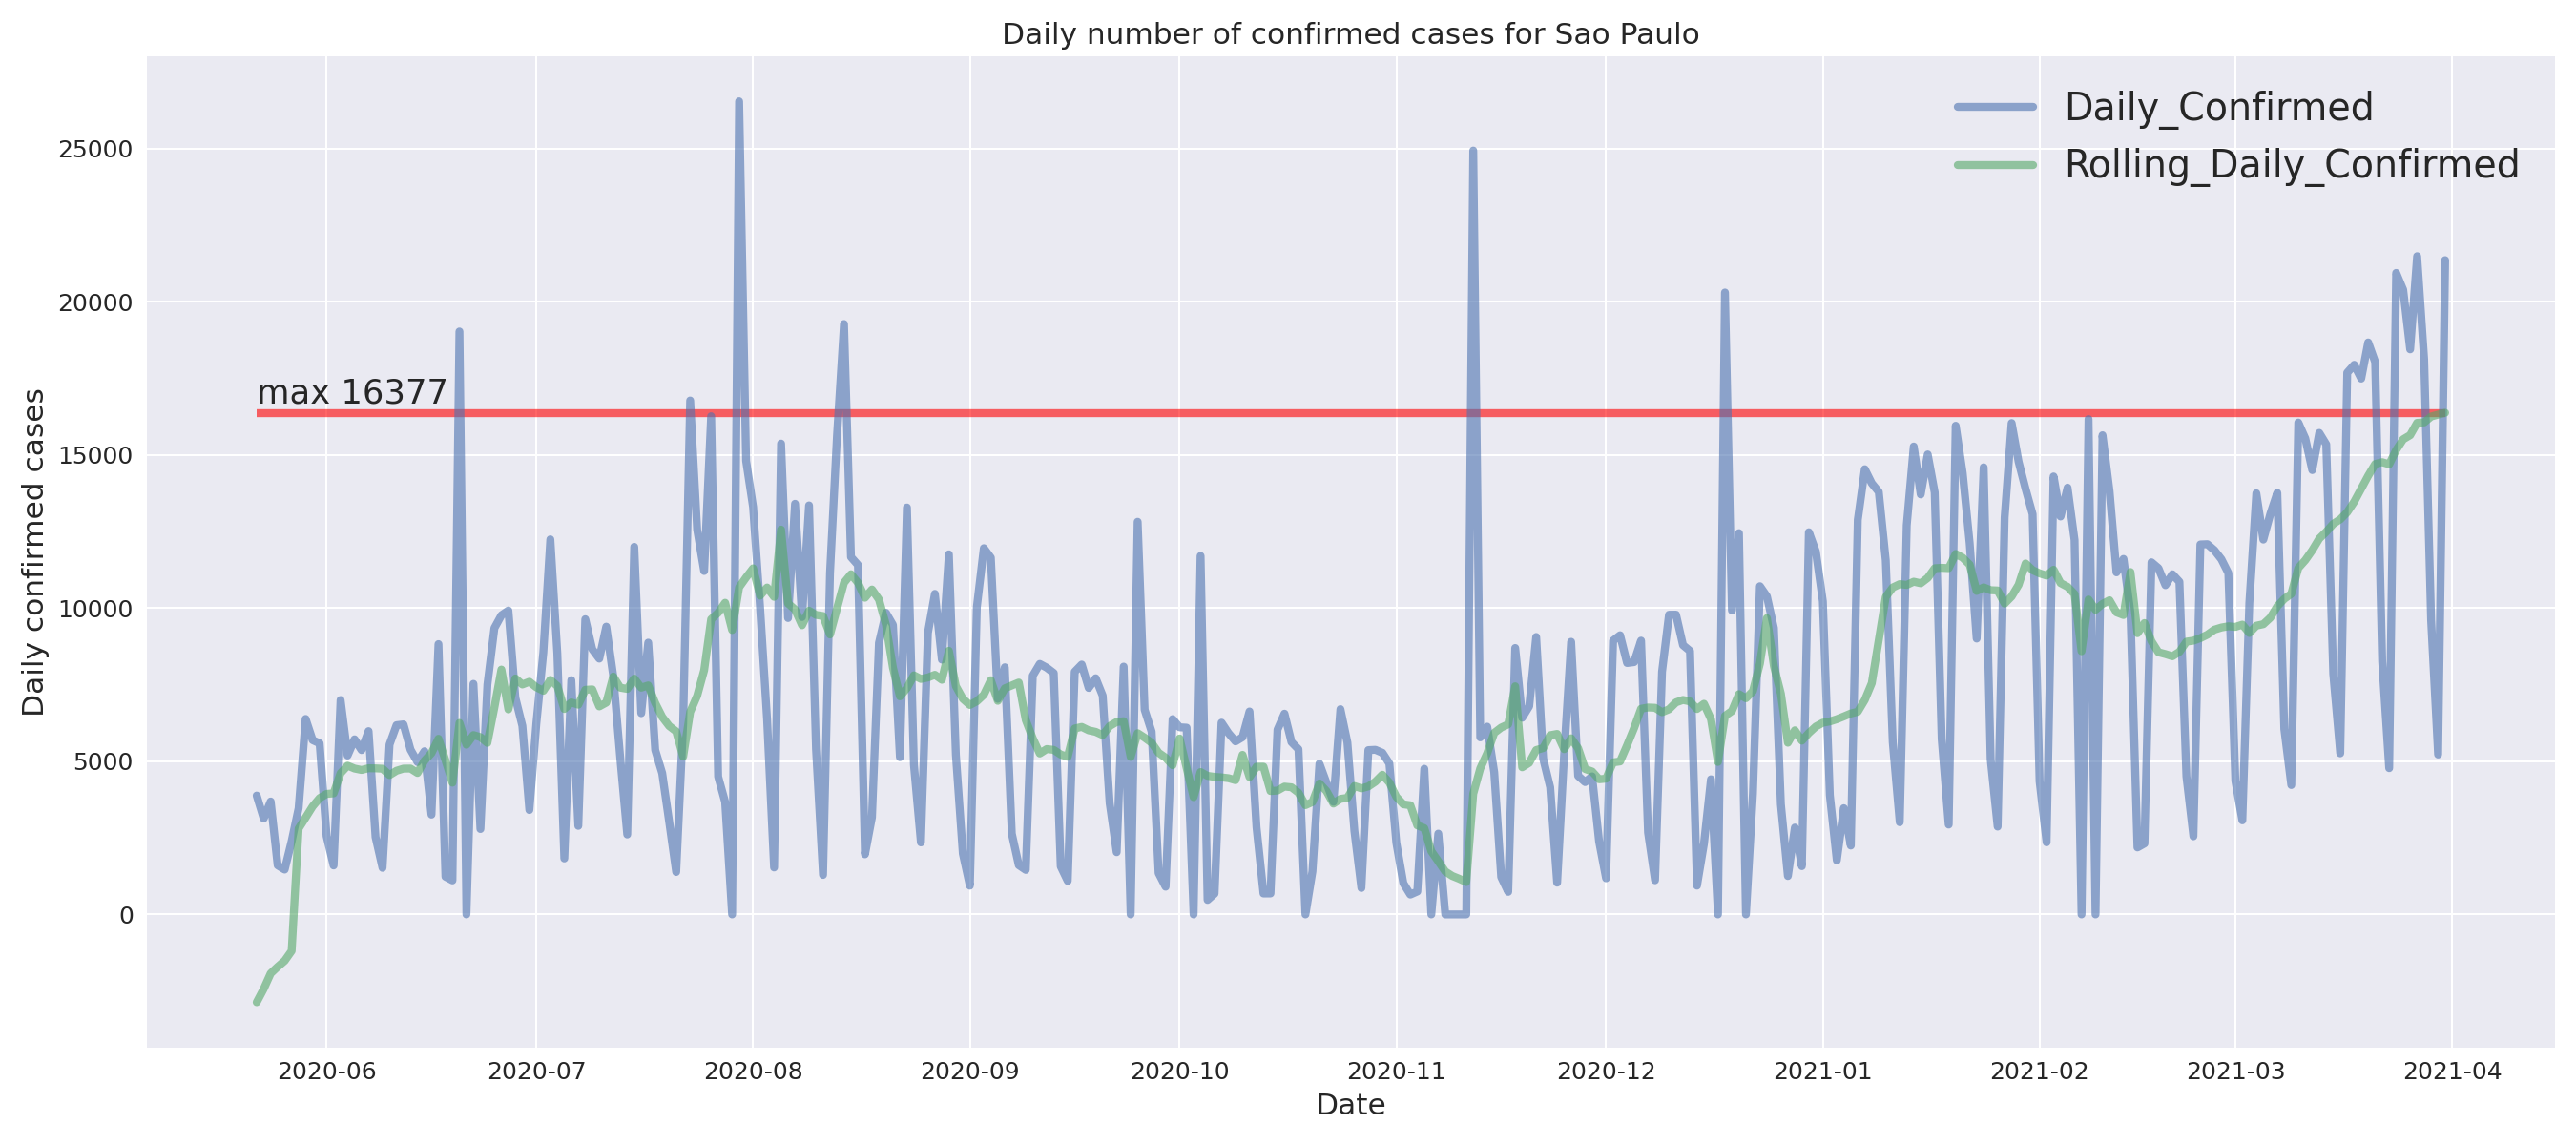 Daily number of confirmed cases for Sao Paulo
Daily_Confirmed
Rolling_Daily_Confirmed
max 16377
Daily confirmed cases
25000
20000
15000
10000
5000
0
2020-06 2020-07 2020-08 2020-09 2020-10 2020-11 2020-12 2021-01 2021-02 2021-03 2021-04
Date